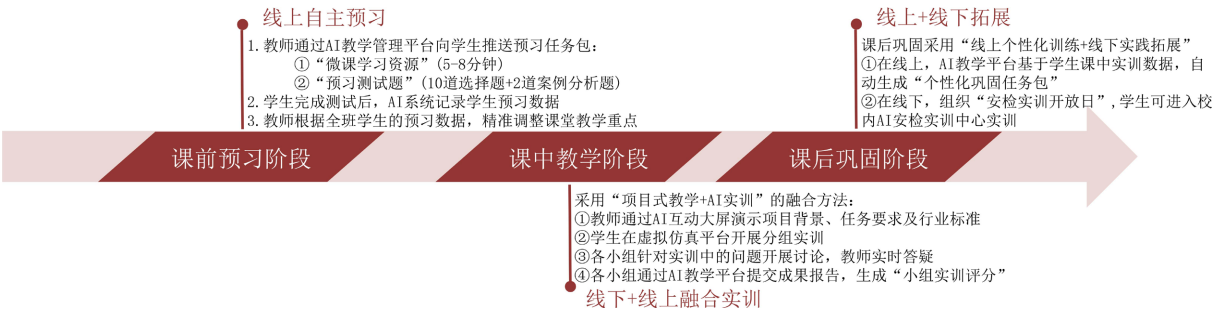 线上自主预习
1. 教师通过AI教学管理平台向学生推送预习任务包：
①“微课学习资源”(5-8分钟)
②“预习测试题”(10道选择题+2道案例分析题)
2. 学生完成测试后，AI系统记录学生预习数据
3. 教师根据全班学生的预习数据，精准调整课堂教学重点
线上+线下拓展
课后巩固采用“线上个性化训练+线下实践拓展”
①在线上，AI教学平台基于学生课中实训数据，自
动生成“个性化巩固任务包”
②在线下，组织“安检实训开放日”,学生可进入校
内AI安检实训中心实训
课前预习阶段
课中教学阶段
课后巩固阶段
采用“项目式教学+AI实训”的融合方法：
①教师通过AI互动大屏演示项目背景、任务要求及行业标准
②学生在虚拟仿真平台开展分组实训
③各小组针对实训中的问题开展讨论，教师实时答疑
④各小组通过AI教学平台提交成果报告，生成“小组实训评分”
线下+线上融合实训